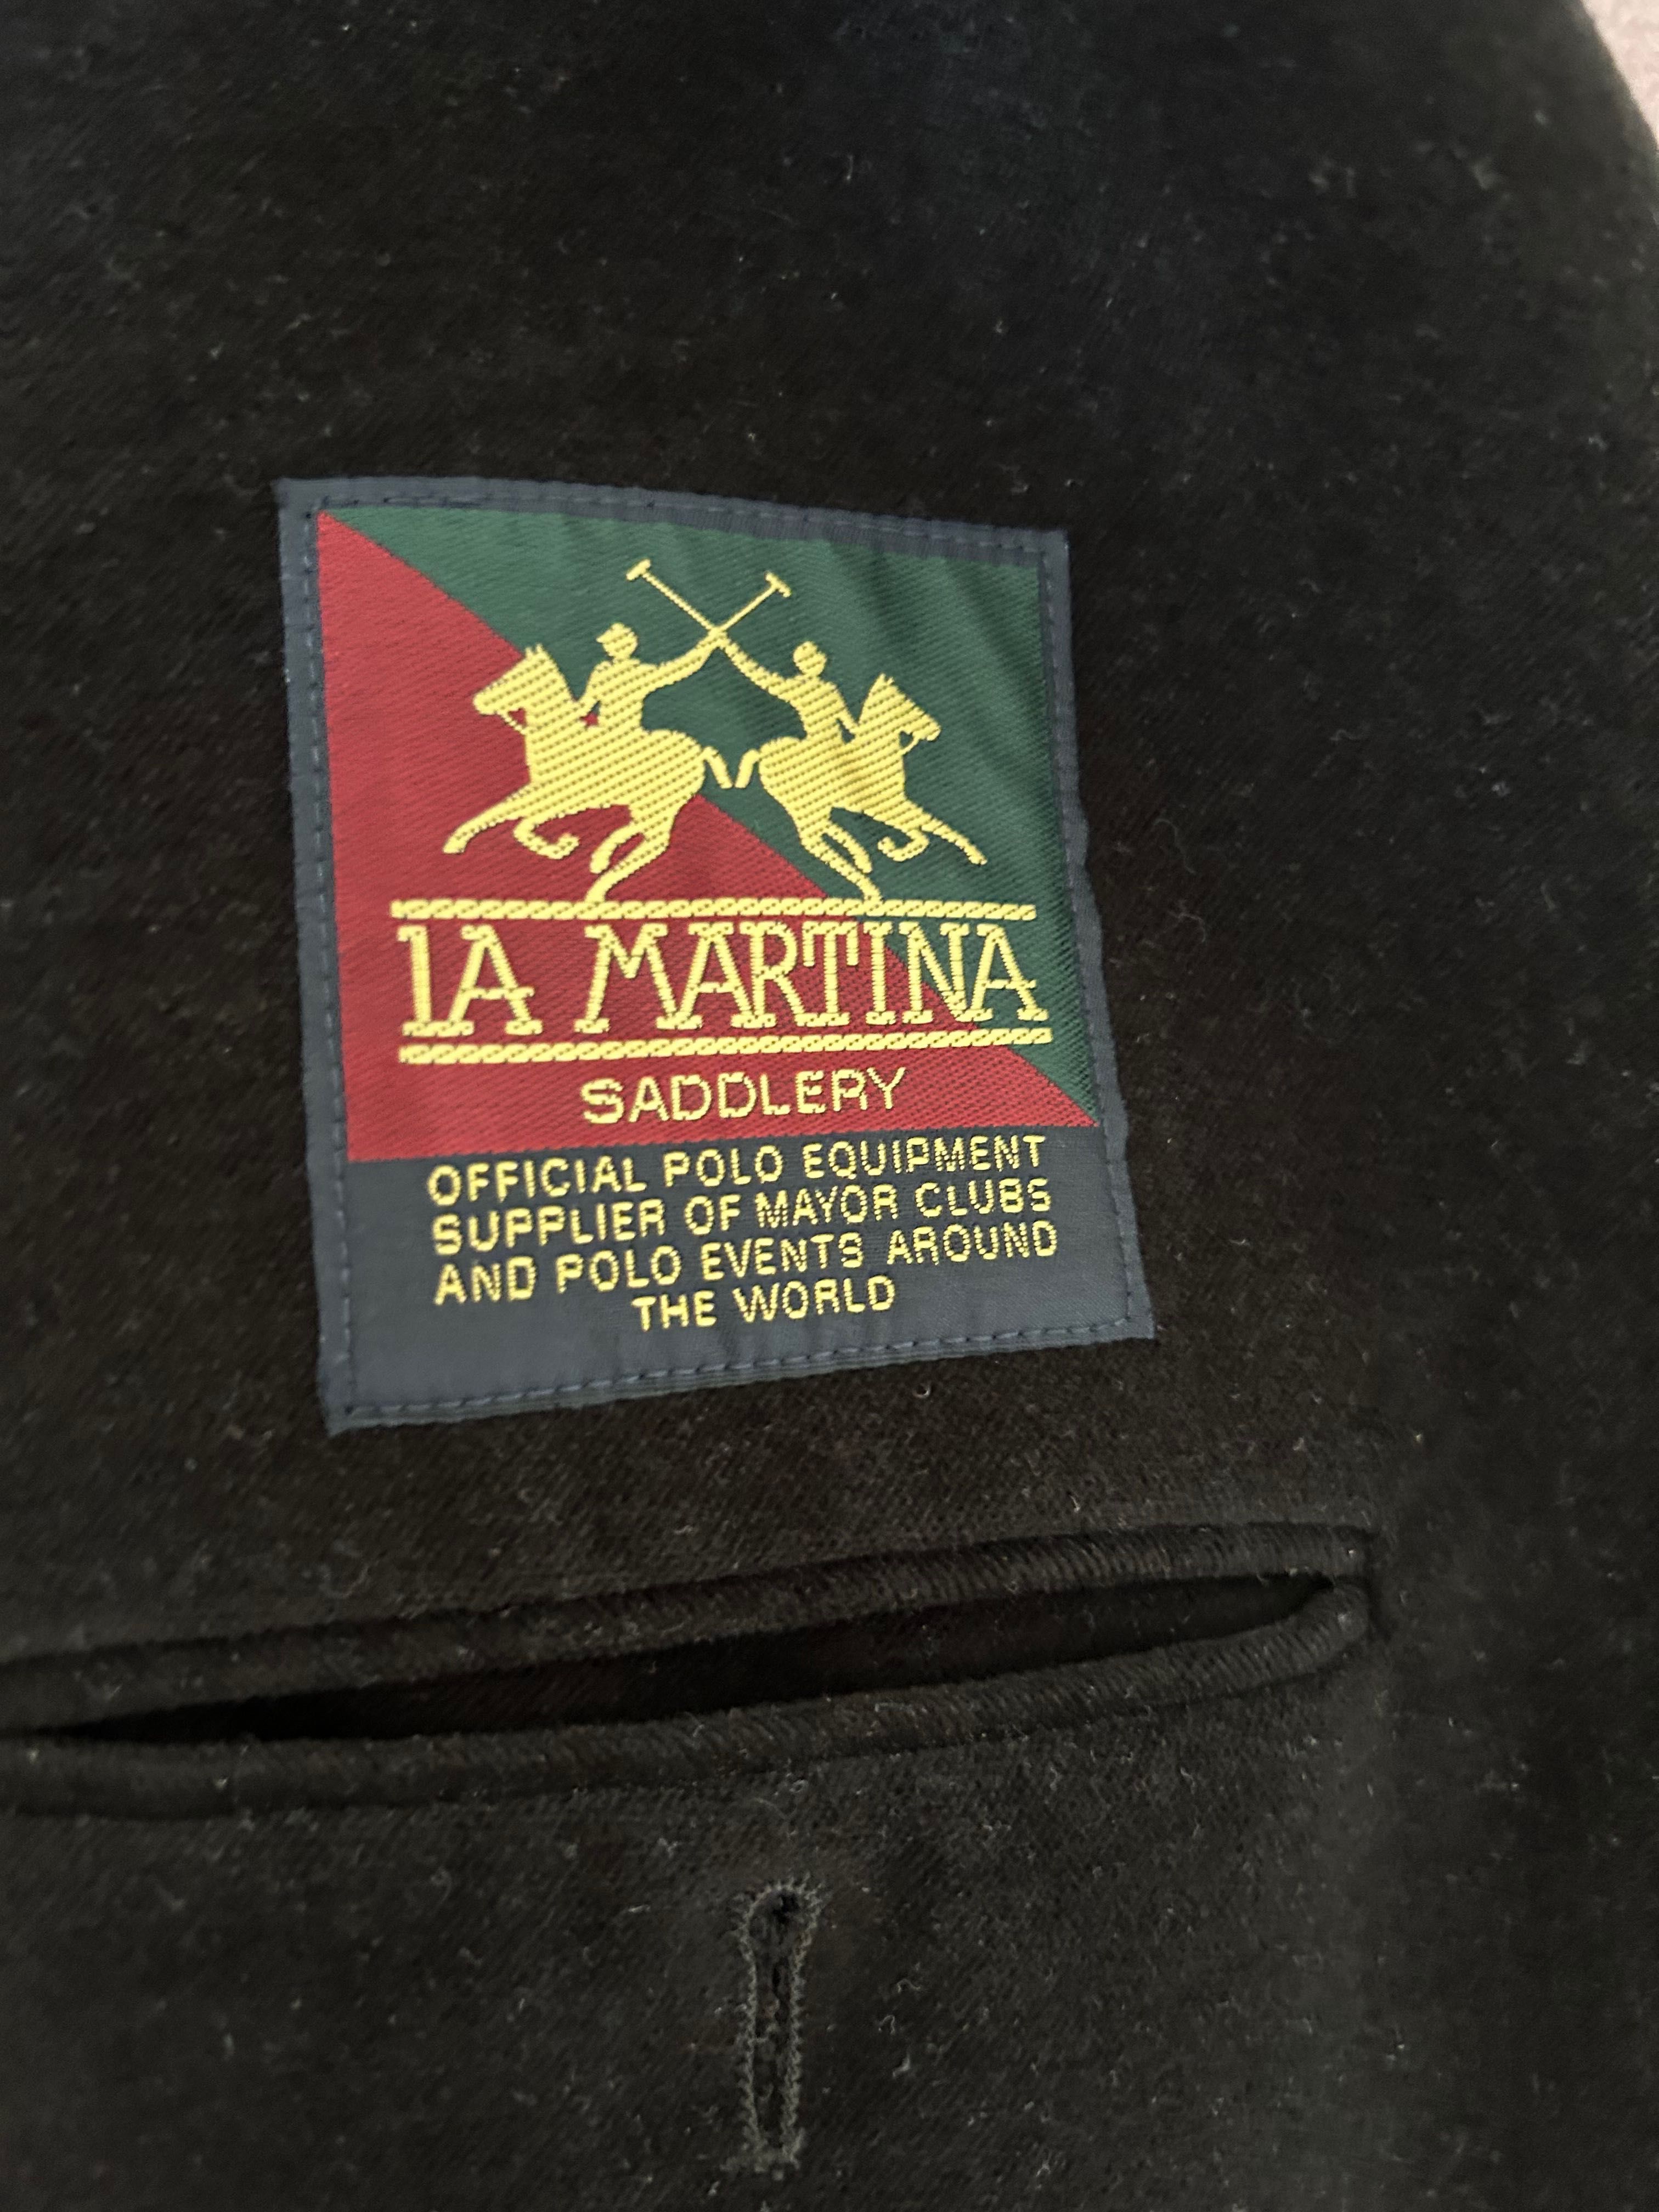 LA MARTINA
SADDLERY
OFFICIAL POLO EQUIPMENT
SUPPLIER OF MAYOR CLUBS
AND POLO EVENTS AROUND
THE WORLD